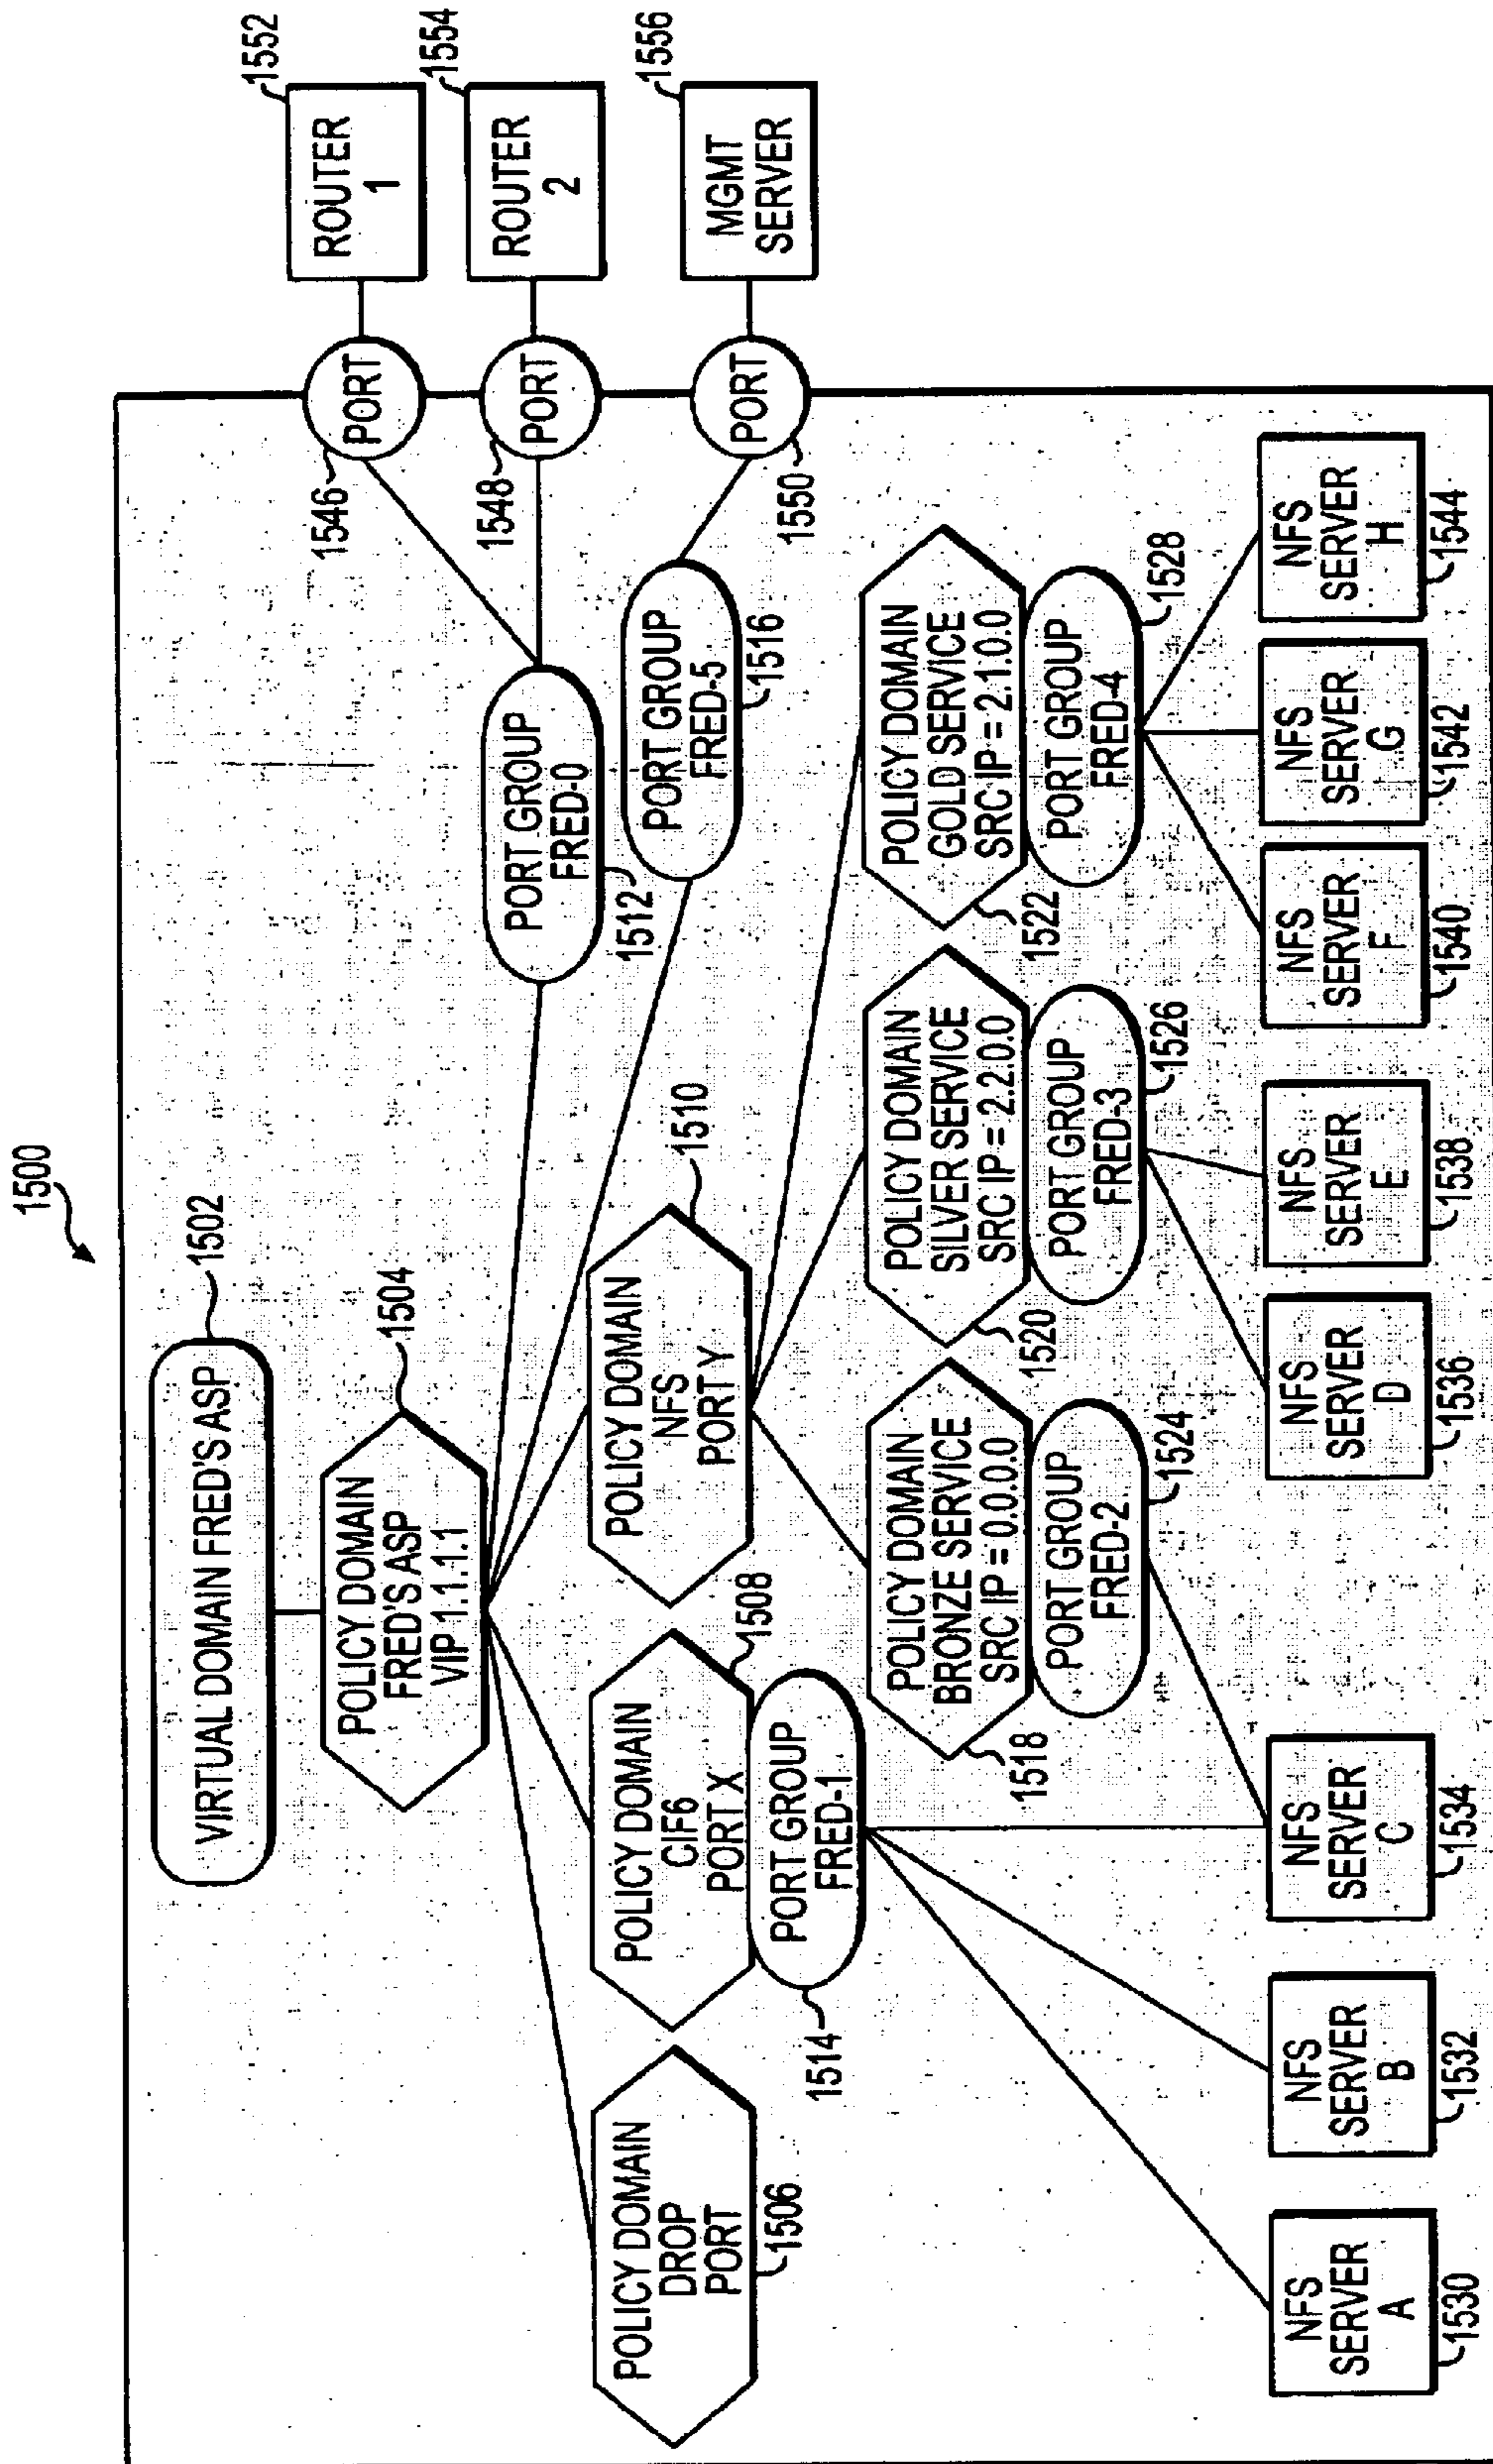 1500
VIRTUAL DOMAIN FRED'S ASP
1502
POLICY DOMAIN
FRED'S ASP
VIP 1.1.1.1
1504
POLICY DOMAIN
DROP
PORT
1506
POLICY DOMAIN
CIF6
PORT X
1508
PORT GROUP
FRED-1
1514
POLICY DOMAIN
NFS
PORT Y
1510
PORT GROUP
FRED-0
1512
PORT GROUP
FRED-5
1516
PORT
1546
PORT
1548
PORT
1550
ROUTER
1
1552
ROUTER
2
1554
MGMT
SERVER
1556
POLICY DOMAIN
BRONZE SERVICE
SRC IP = 0.0.0.0
1518
PORT GROUP
FRED-2
1524
POLICY DOMAIN
SILVER SERVICE
SRC IP = 2.2.0.0
1520
PORT GROUP
FRED-3
1526
POLICY DOMAIN
GOLD SERVICE
SRC IP = 2.1.0.0
1522
PORT GROUP
FRED-4
1528
NFS
SERVER
A
1530
NFS
SERVER
B
1532
NFS
SERVER
C
1534
NFS
SERVER
D
1536
NFS
SERVER
E
1538
NFS
SERVER
F
1540
NFS
SERVER
G
1542
NFS
SERVER
H
1544